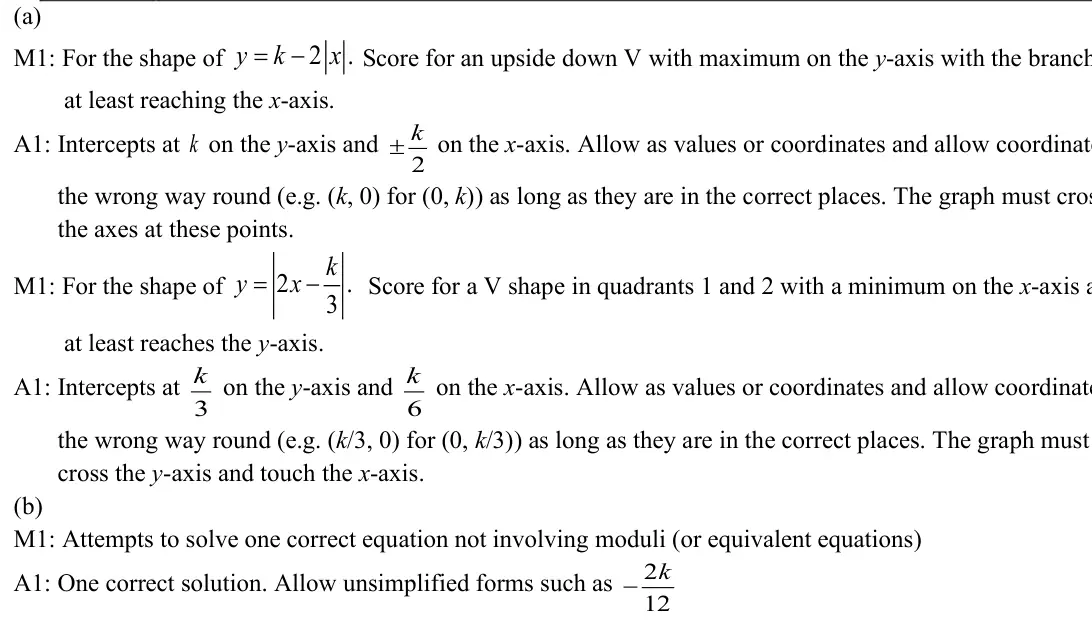 (a)
M1: For the shape of y = k − 2|x|. Score for an upside down V with maximum on the y-axis with the branch
at least reaching the x-axis.
A1: Intercepts at k on the y-axis and ± k/2 on the x-axis. Allow as values or coordinates and allow coordinate
the wrong way round (e.g. (k, 0) for (0, k)) as long as they are in the correct places. The graph must cros
the axes at these points.
M1: For the shape of y = |2x − k/3|. Score for a V shape in quadrants 1 and 2 with a minimum on the x-axis a
at least reaches the y-axis.
A1: Intercepts at k/3 on the y-axis and k/6 on the x-axis. Allow as values or coordinates and allow coordinate
the wrong way round (e.g. (k/3, 0) for (0, k/3)) as long as they are in the correct places. The graph must
cross the y-axis and touch the x-axis.
(b)
M1: Attempts to solve one correct equation not involving moduli (or equivalent equations)
A1: One correct solution. Allow unsimplified forms such as − 2k/12